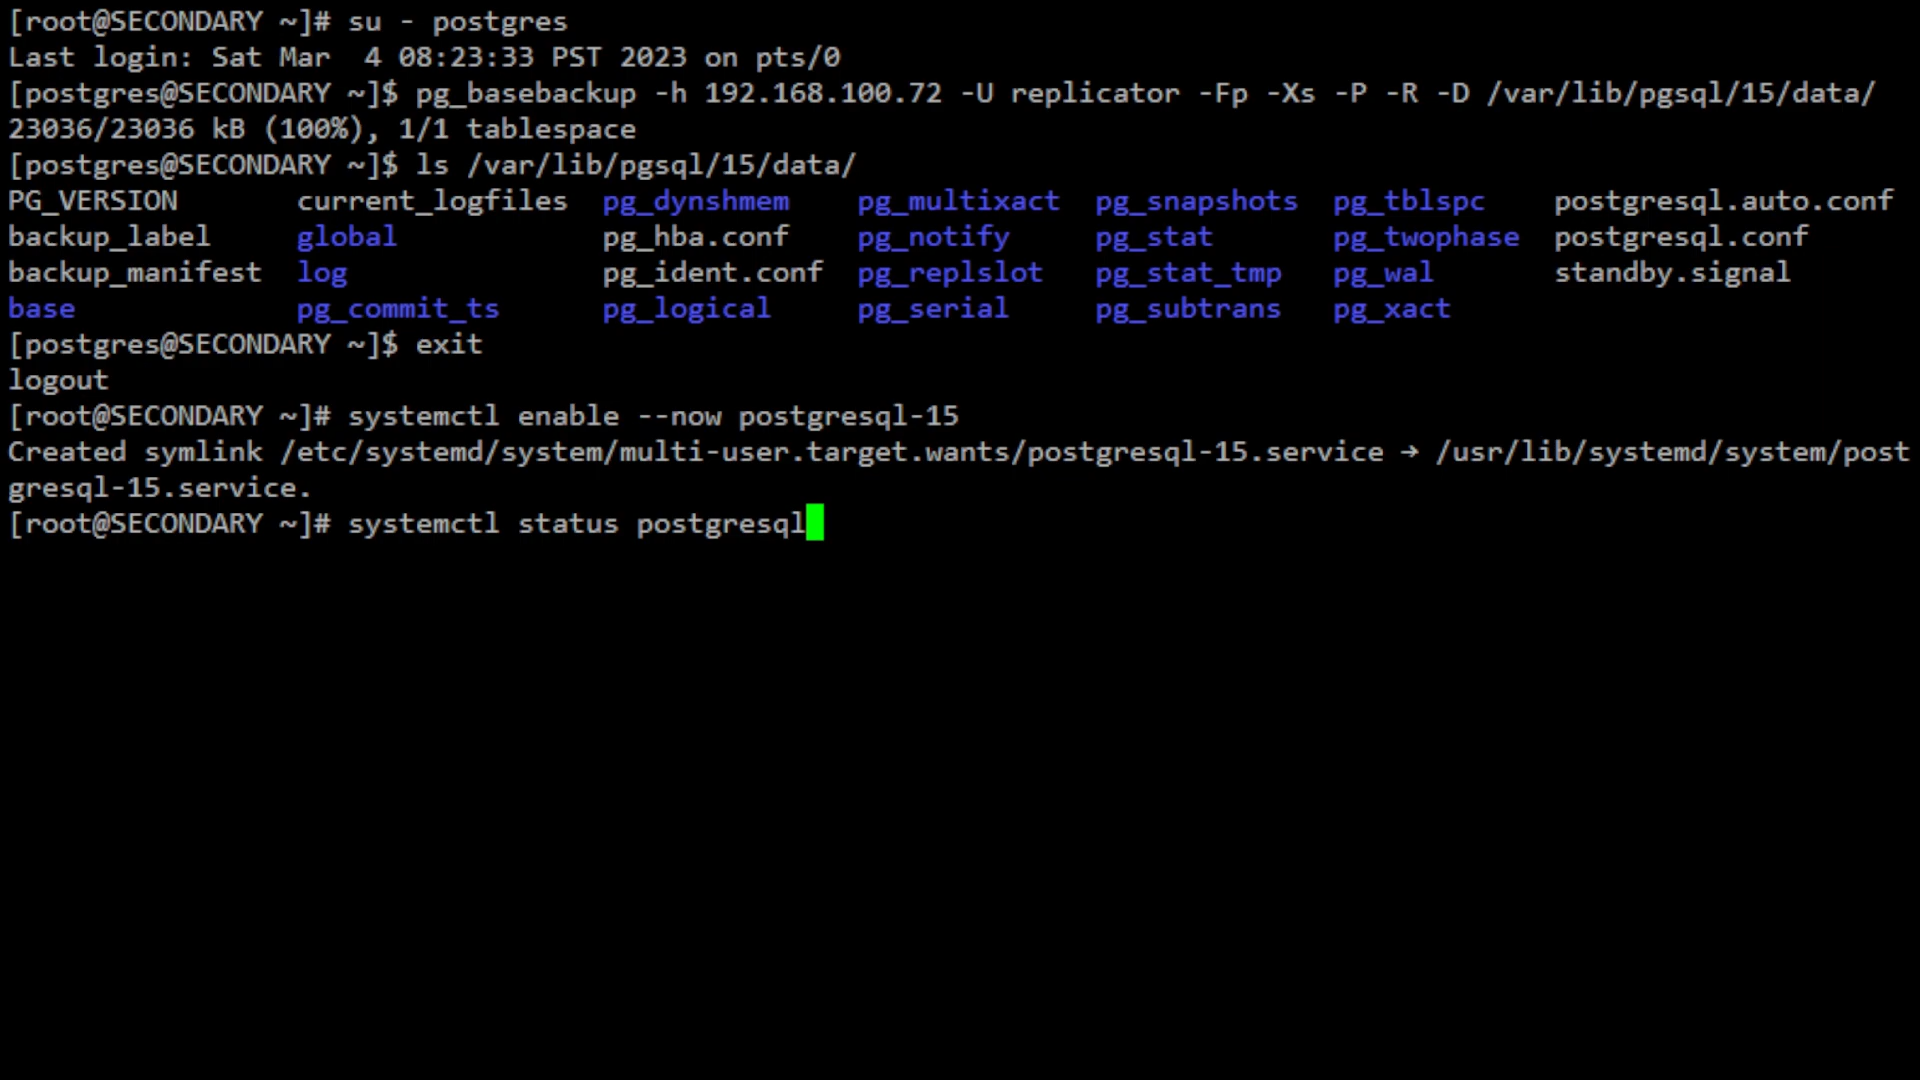 [root@SECONDARY ~]# su - postgres
Last login: Sat Mar  4 08:23:33 PST 2023 on pts/0
[postgres@SECONDARY ~]$ pg_basebackup -h 192.168.100.72 -U replicator -Fp -Xs -P -R -D /var/lib/pgsql/15/data/
23036/23036 kB (100%), 1/1 tablespace
[postgres@SECONDARY ~]$ ls /var/lib/pgsql/15/data/
PG_VERSION       current_logfiles  pg_dynshmem    pg_multixact  pg_snapshots  pg_tblspc    postgresql.auto.conf
backup_label     global            pg_hba.conf    pg_notify     pg_stat       pg_twophase  postgresql.conf
backup_manifest  log               pg_ident.conf  pg_replslot   pg_stat_tmp   pg_wal       standby.signal
base             pg_commit_ts      pg_logical     pg_serial     pg_subtrans   pg_xact
[postgres@SECONDARY ~]$ exit
logout
[root@SECONDARY ~]# systemctl enable --now postgresql-15
Created symlink /etc/systemd/system/multi-user.target.wants/postgresql-15.service → /usr/lib/systemd/system/post
gresql-15.service.
[root@SECONDARY ~]# systemctl status postgresql